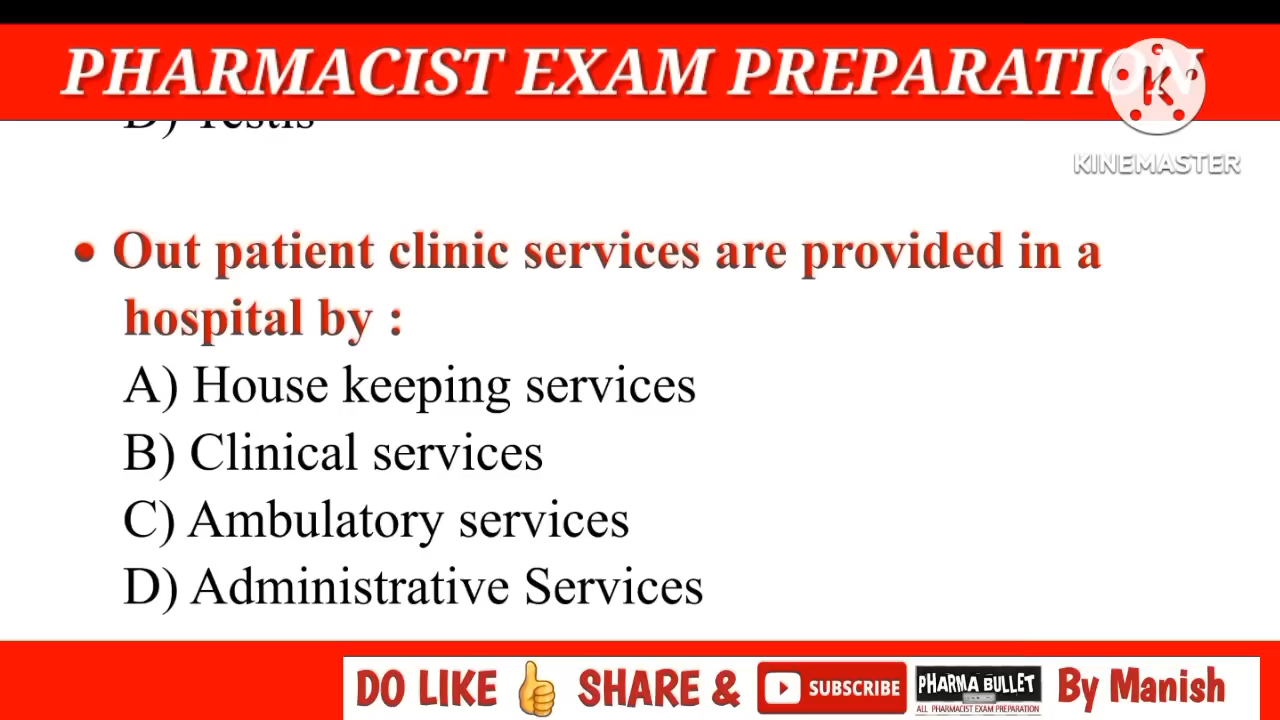 PHARMACIST EXAM PREPARATION
K
KINEMASTER
D) Testis
• Out patient clinic services are provided in a
hospital by :
A) House keeping services
B) Clinical services
C) Ambulatory services
D) Administrative Services
DO LIKE SHARE & SUBSCRIBE PHARMA BULLET By Manish
ALL PHARMACIST EXAM PREPARATION